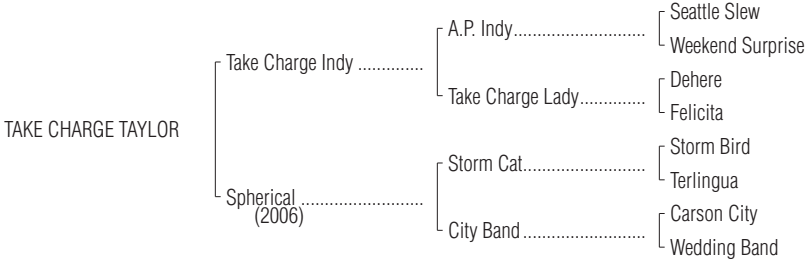 Seattle Slew
A.P. Indy..............................
Weekend Surprise
Take Charge Indy ...............
Dehere
Take Charge Lady...............
Felicita
TAKE CHARGE TAYLOR
Storm Bird
Storm Cat............................
Terlingua
Spherical ............................
(2006)
Carson City
City Band ............................
Wedding Band